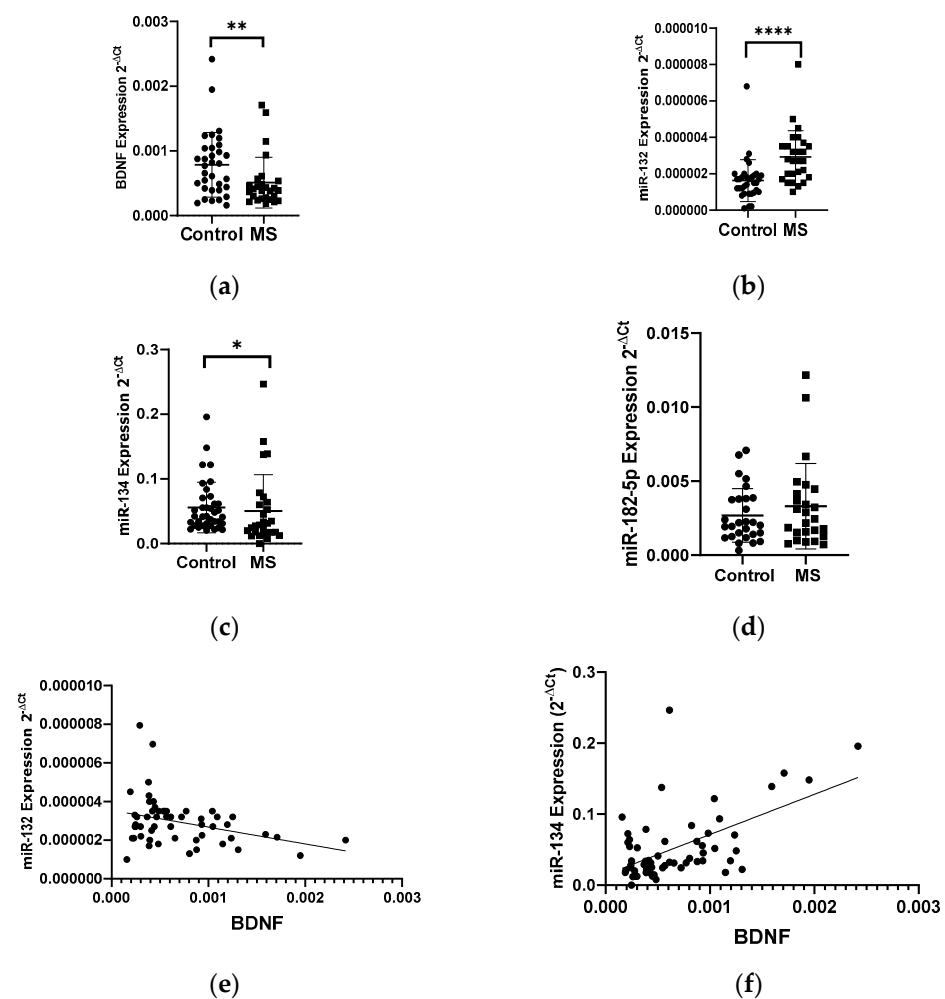 **
BDNF Expression 2^-ΔCt
0.003
0.002
0.001
0.000
Control MS
(a)
****
miR-132 Expression 2^-ΔCt
0.000010
0.000008
0.000006
0.000004
0.000002
0.000000
Control MS
(b)
*
miR-134 Expression 2^-ΔCt
0.3
0.2
0.1
0.0
Control MS
(c)
miR-182-5p Expression 2^-ΔCt
0.015
0.010
0.005
0.000
Control MS
(d)
miR-132 Expression 2^-ΔCt
0.000010
0.000008
0.000006
0.000004
0.000002
0.000000
0.000 0.001 0.002 0.003
BDNF
(e)
miR-134 Expression (2^-ΔCt)
0.3
0.2
0.1
0.0
0.000 0.001 0.002 0.003
BDNF
(f)